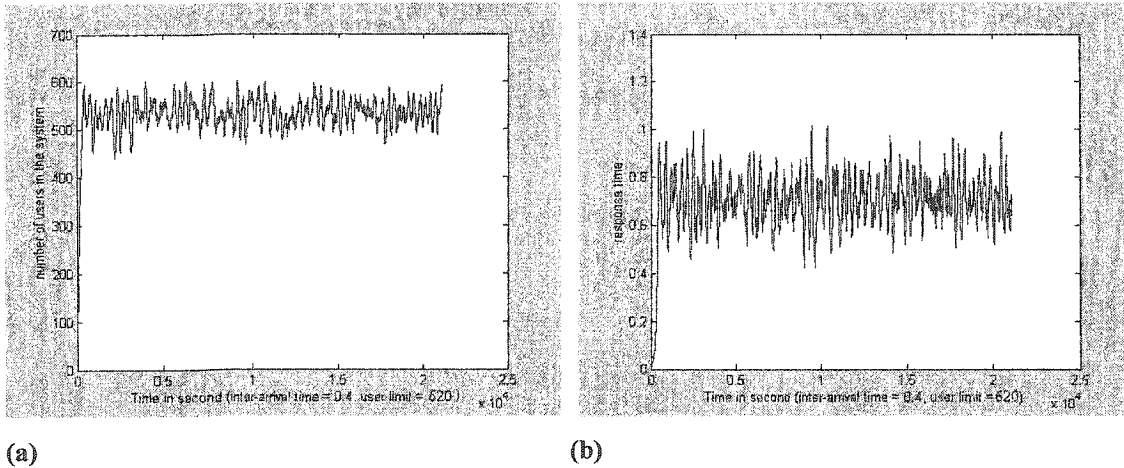 700
600
500
400
300
200
100
0
number of users in the system
0 0.5 1 1.5 2 2.5
Time in second (inter-arrival time = 0.4, user limit = 620)
× 10⁴
(a)
1.4
1.2
1
0.8
0.6
0.4
0.2
0
response time
0 0.5 1 1.5 2 2.5
Time in second (inter-arrival time = 0.4, user limit = 620)
× 10⁴
(b)